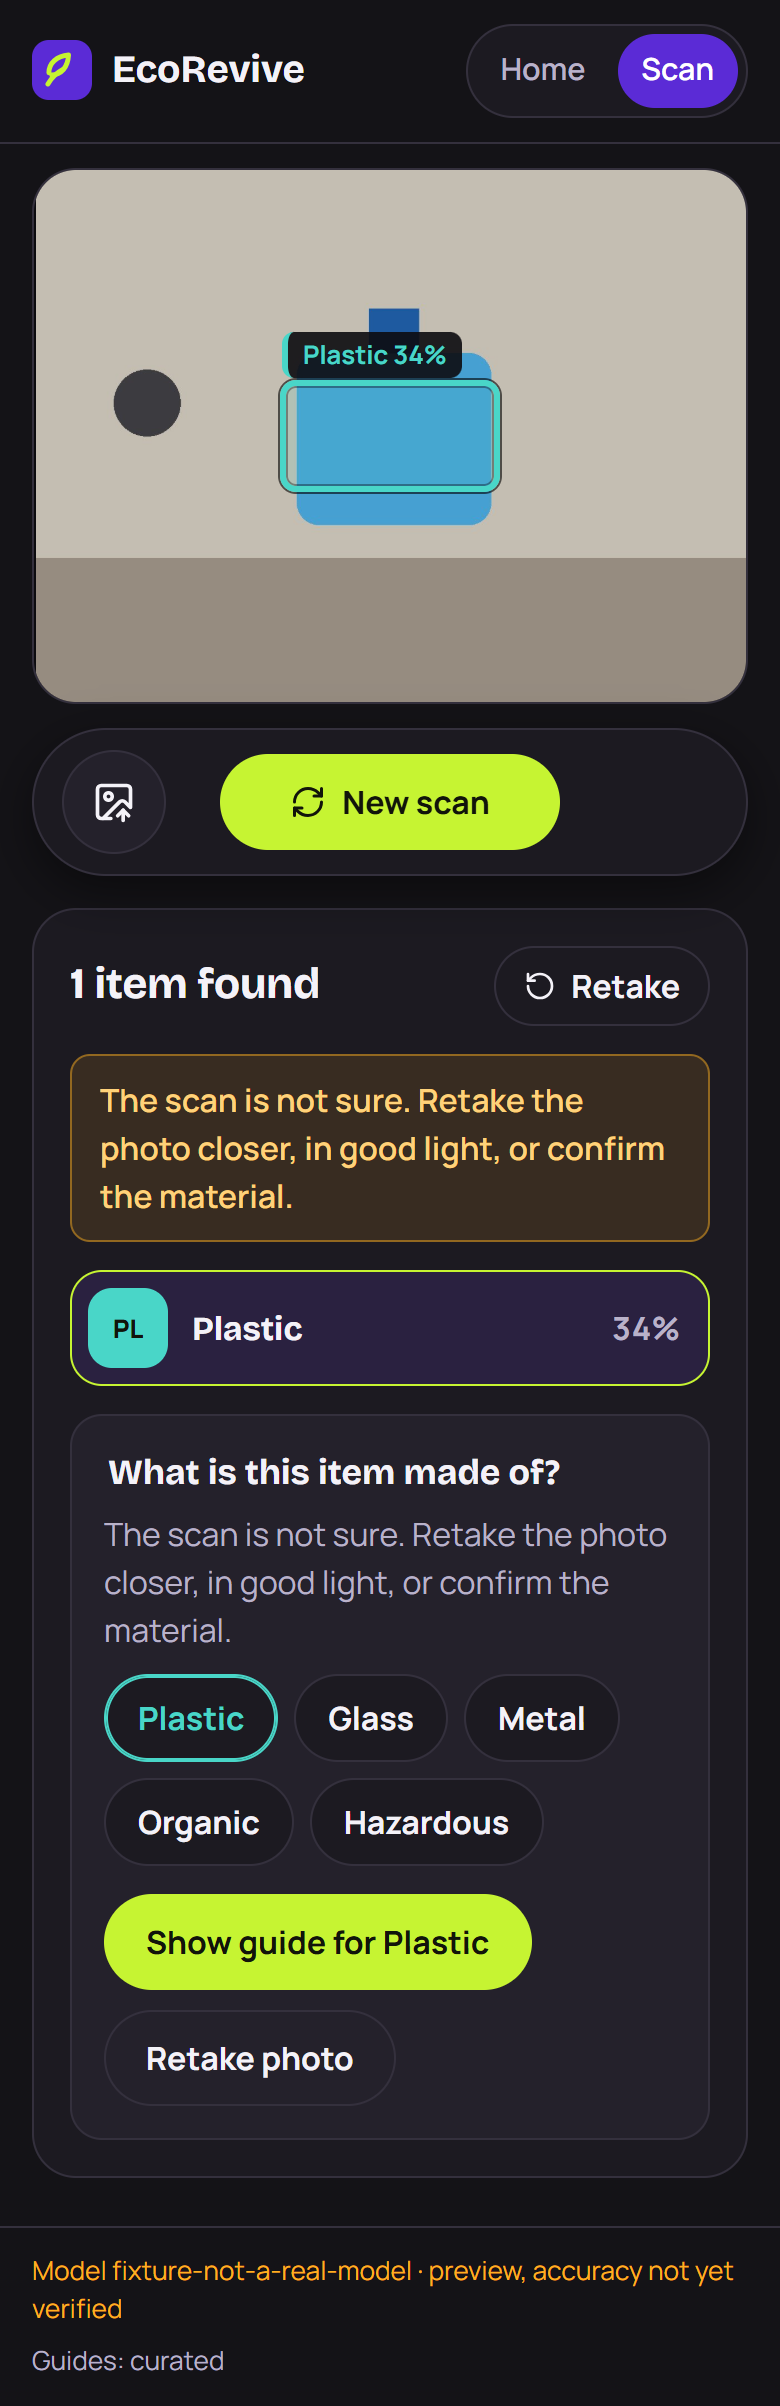 EcoRevive
Home
Scan
Plastic 34%
New scan
1 item found
Retake
The scan is not sure. Retake the
photo closer, in good light, or confirm
the material.
PL
Plastic
34%
What is this item made of?
The scan is not sure. Retake the photo
closer, in good light, or confirm the
material.
Plastic
Glass
Metal
Organic
Hazardous
Show guide for Plastic
Retake photo
Model fixture-not-a-real-model · preview, accuracy not yet
verified
Guides: curated